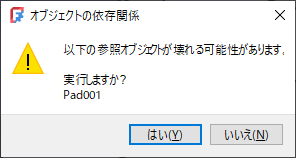 オブジェクトの依存関係
以下の参照オブジェクトが壊れる可能性があります。
実行しますか?
Pad001
はい(Y)
いいえ(N)